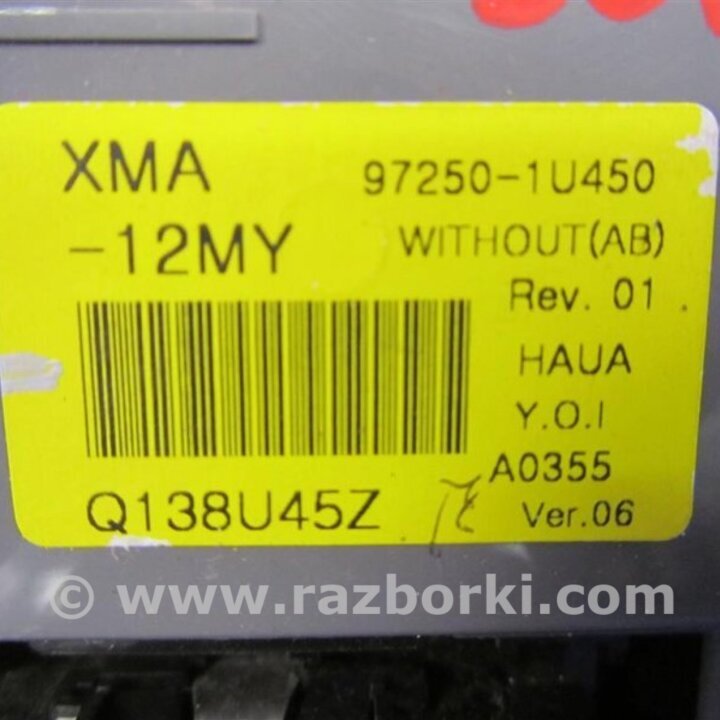 XMA 97250-1U450
-12MY WITHOUT(AB)
Rev. 01
HAUA
Y.O.I
A0355
Q138U45Z Ver.06
© www.razborki.com